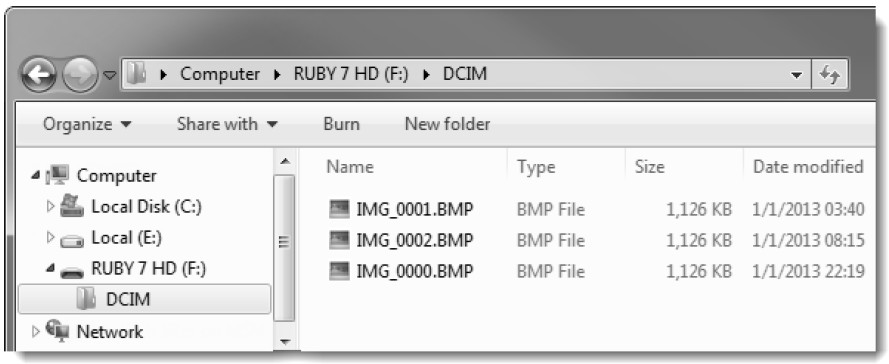 Computer RUBY 7 HD (F:) DCIM
Organize Share with Burn New folder
Computer
Local Disk (C:)
Local (E:)
RUBY 7 HD (F:)
DCIM
Network
Name Type Size Date modified
IMG_0001.BMP BMP File 1,126 KB 1/1/2013 03:40
IMG_0002.BMP BMP File 1,126 KB 1/1/2013 08:15
IMG_0000.BMP BMP File 1,126 KB 1/1/2013 22:19